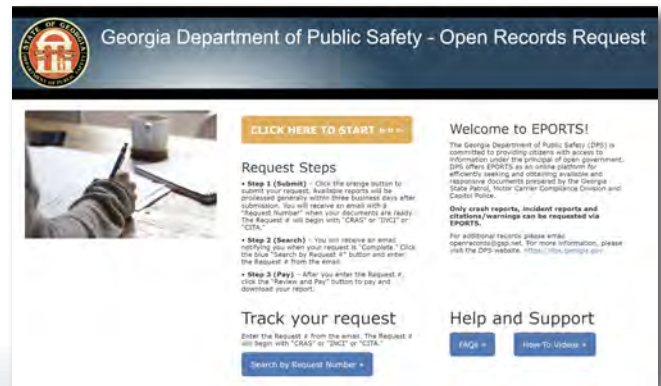 Georgia Department of Public Safety - Open Records Request
CLICK HERE TO START »»»
Request Steps
• Step 1 (Submit) – Click the orange button to
submit your request. Available reports will be
processed generally within three business days after
submission. You will receive an email with a
"Request Number" when your documents are ready.
The Request # will begin with "CRAS" or "INCI" or
"CITA."
• Step 2 (Search) – You will receive an email
notifying you when your request is "Complete." Click
the blue "Search by Request #" button and enter
the Request # from the email.
• Step 3 (Pay) – After you enter the Request #,
click the "Review and Pay" button to pay and
download your report.
Track your request
Enter the Request # from the email. The Request #
will begin with "CRAS" or "INCI" or "CITA."
Search by Request Number »
Welcome to EPORTS!
The Georgia Department of Public Safety (DPS) is
committed to providing citizens with access to
information under the principal of open government.
DPS offers EPORTS as an online platform for
efficiently seeking and obtaining available and
responsive documents prepared by the Georgia
State Patrol, Motor Carrier Compliance Division and
Capitol Police.
Only crash reports, incident reports and
citations/warnings can be requested via
EPORTS.
For additional records please email
openrecords@gsp.net. For more information, please
visit the DPS website. https://dps.georgia.gov
Help and Support
FAQs »
How-To Videos »